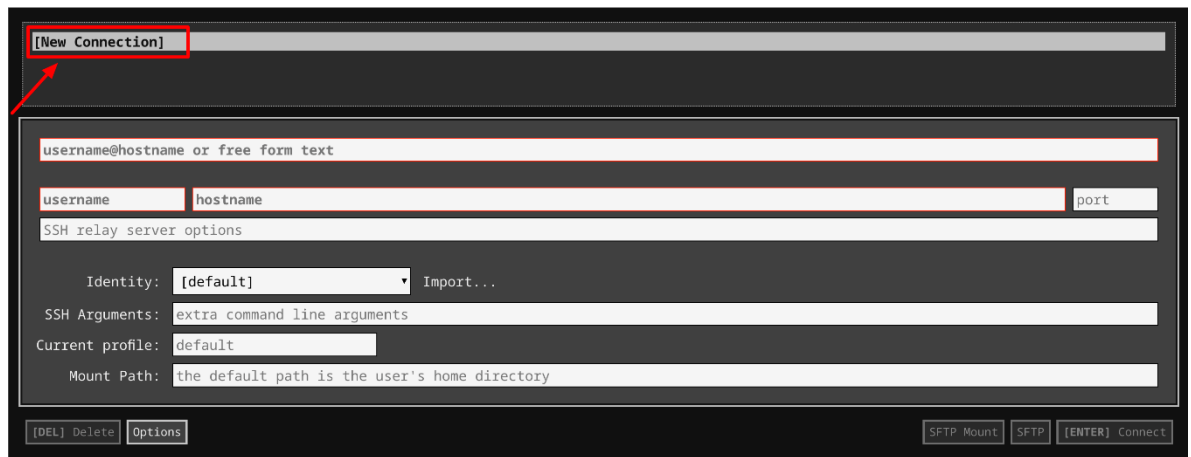 [New Connection]
username@hostname or free form text
username hostname port
SSH relay server options
Identity: [default] Import...
SSH Arguments: extra command line arguments
Current profile: default
Mount Path: the default path is the user's home directory
[DEL] Delete Options SFTP Mount SFTP [ENTER] Connect